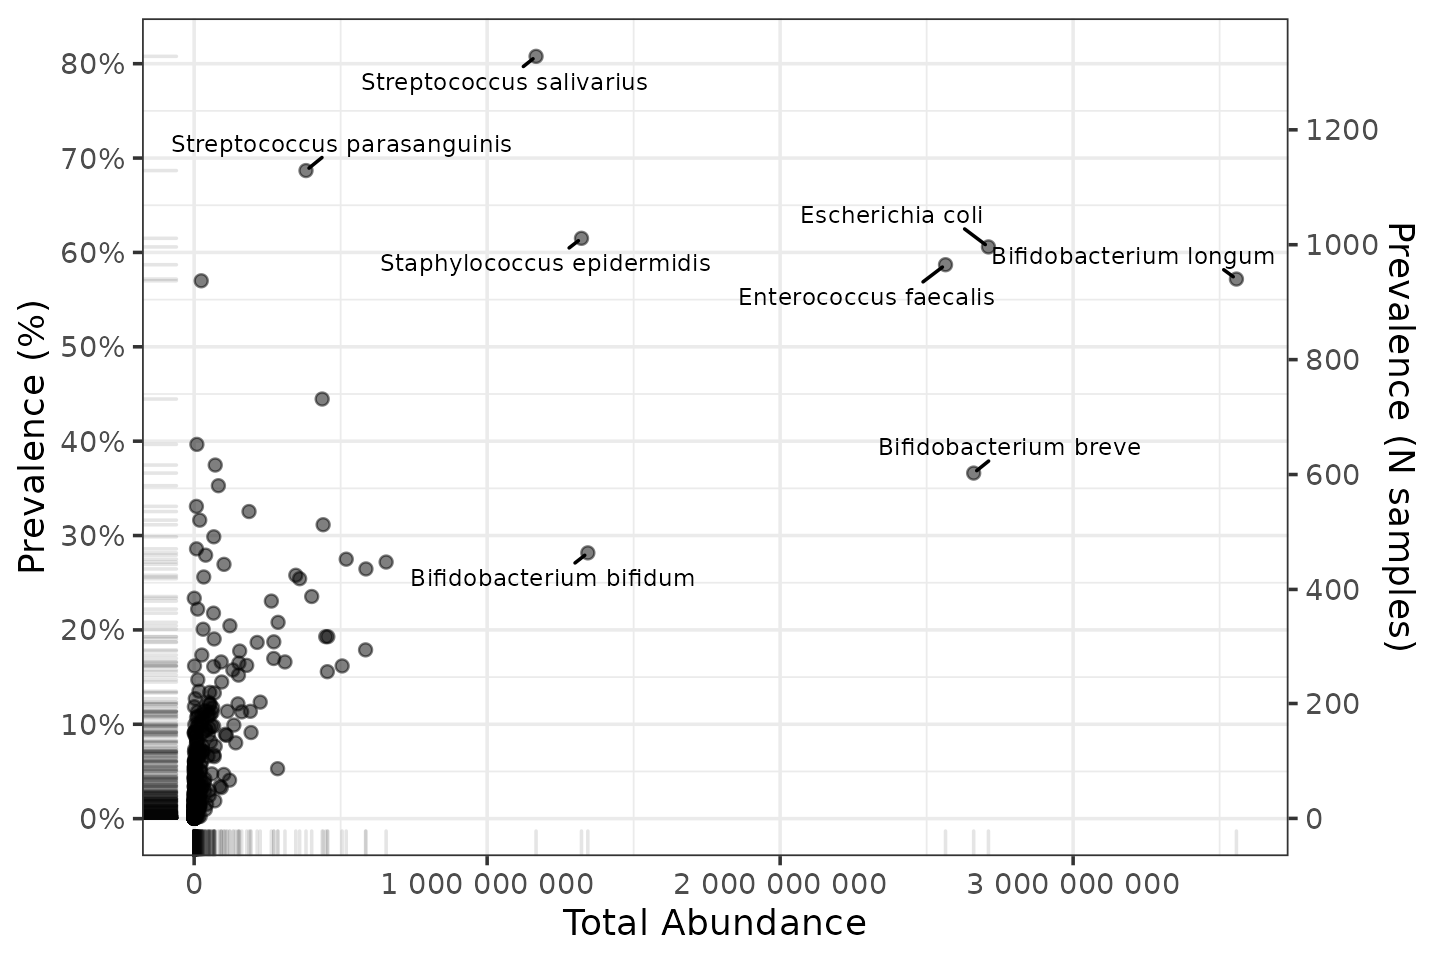 80%
Streptococcus salivarius
1200
Streptococcus parasanguinis
70%
Escherichia coli
60%
Staphylococcus epidermidis
Bifidobacterium longum
1000
Enterococcus faecalis
50%
800
Prevalence (%)
Prevalence (N samples)
40%
Bifidobacterium breve
600
30%
Bifidobacterium bifidum
400
20%
200
10%
0%
0
0
1 000 000 000
2 000 000 000
3 000 000 000
Total Abundance